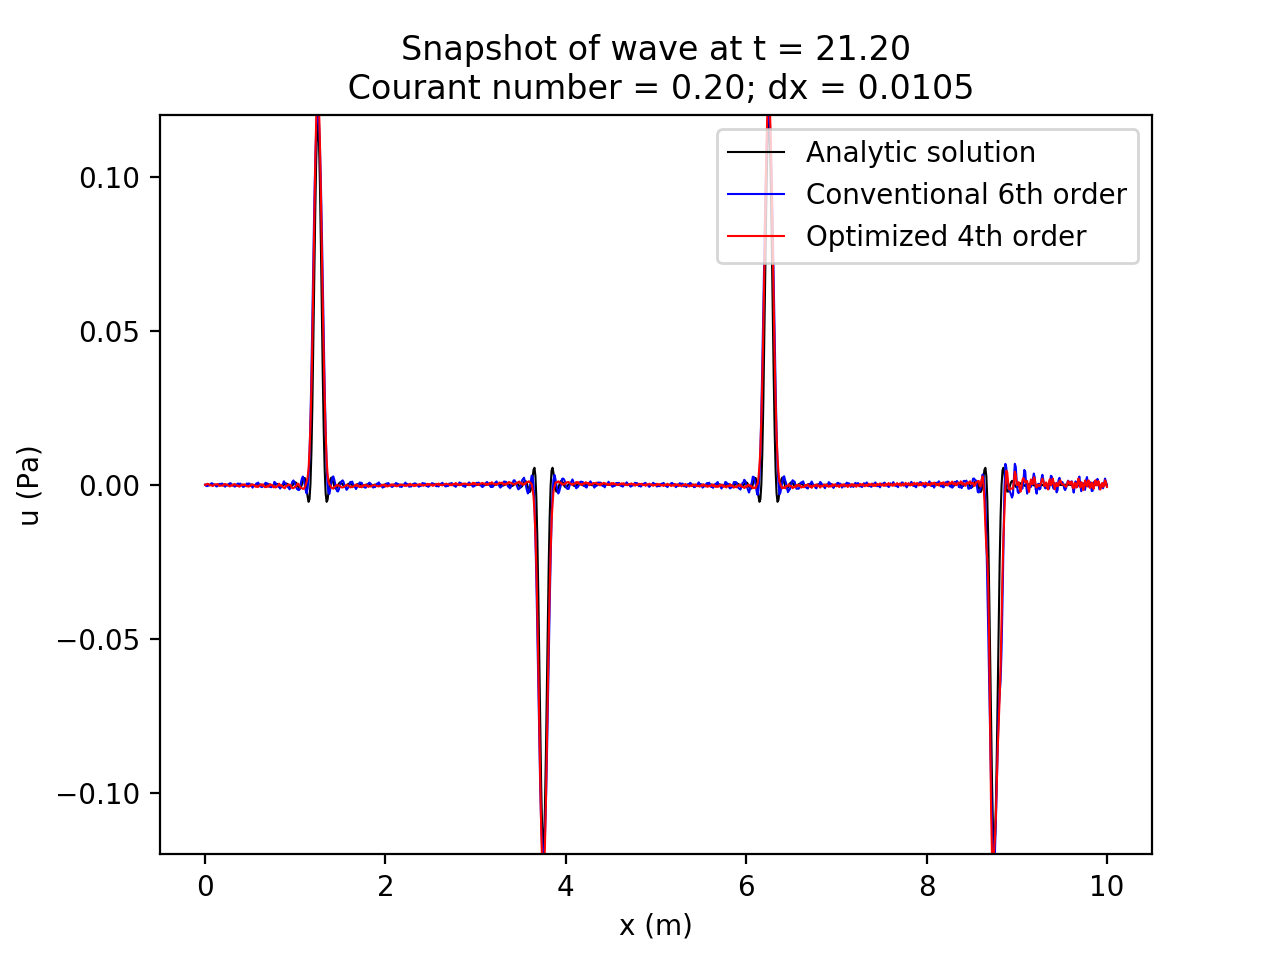 Snapshot of wave at t = 21.20
Courant number = 0.20; dx = 0.0105
Analytic solution
Conventional 6th order
Optimized 4th order
0.10
0.05
0.00
−0.05
−0.10
u (Pa)
0 2 4 6 8 10
x (m)